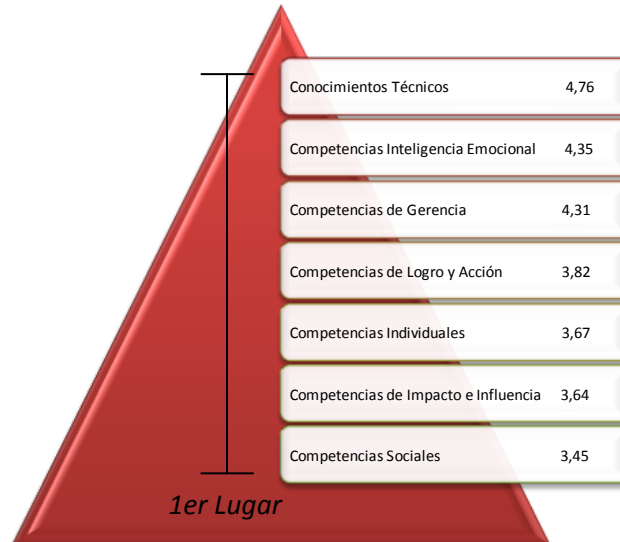 Conocimientos Técnicos 4,76
Competencias Inteligencia Emocional 4,35
Competencias de Gerencia 4,31
Competencias de Logro y Acción 3,82
Competencias Individuales 3,67
Competencias de Impacto e Influencia 3,64
Competencias Sociales 3,45
1er Lugar